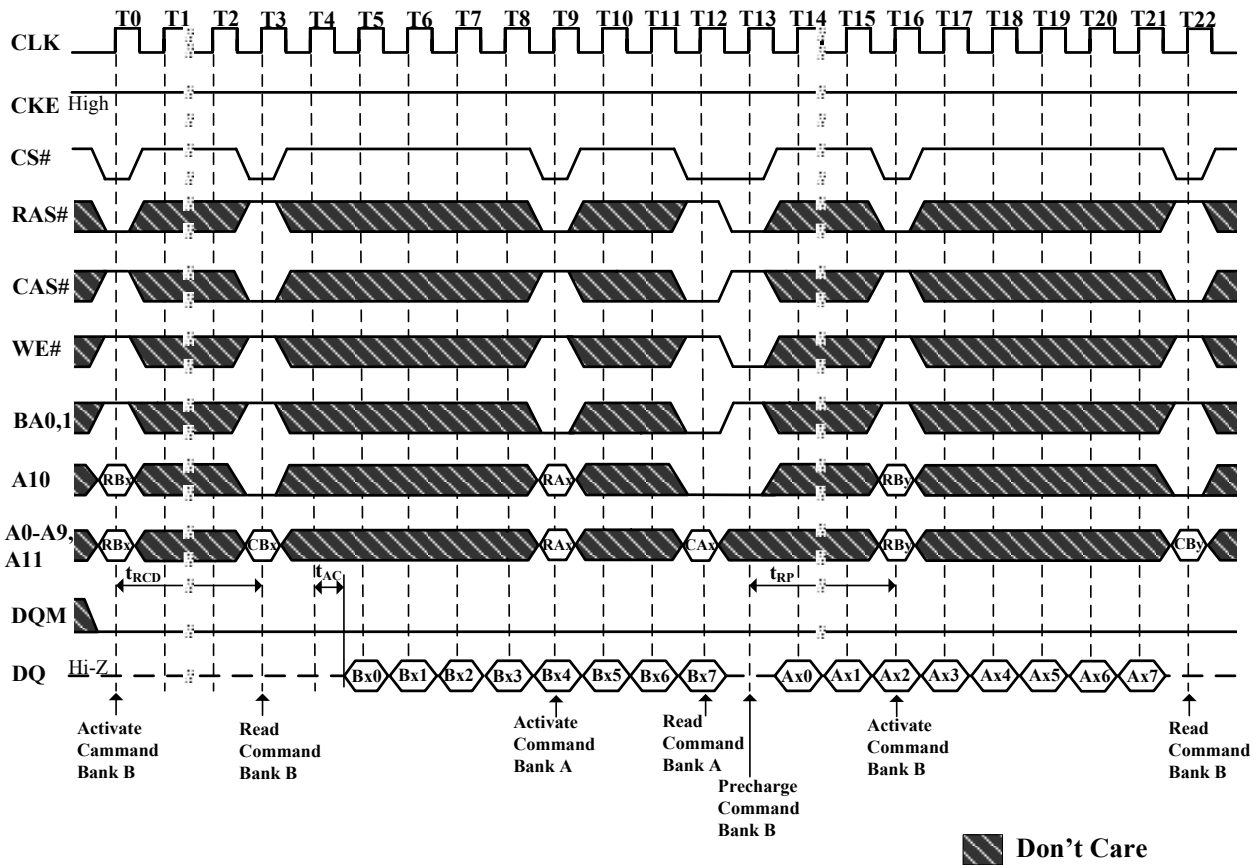 T0 T1 T2 T3 T4 T5 T6 T7 T8 T9 T10 T11 T12 T13 T14 T15 T16 T17 T18 T19 T20 T21 T22
CLK
CKE High
CS#
RAS#
CAS#
WE#
BA0,1
A10 RBx RAx RBy
A0-A9,
A11 RBx CBx RAx CAx RBy CBy
tRCD tAC tRP
DQM
DQ Hi-Z Bx0 Bx1 Bx2 Bx3 Bx4 Bx5 Bx6 Bx7 Ax0 Ax1 Ax2 Ax3 Ax4 Ax5 Ax6 Ax7
Activate
Cammand
Bank B
Read
Command
Bank B
Activate
Command
Bank A
Read
Command
Bank A
Precharge
Command
Bank B
Activate
Command
Bank B
Read
Command
Bank B
Don't Care